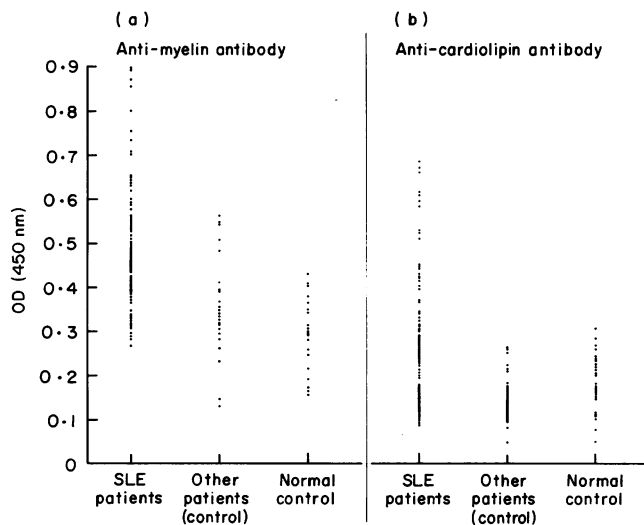 (a)
Anti-myelin antibody
(b)
Anti-cardiolipin antibody
OD (450 nm)
0·9
0·8
0·7
0·6
0·5
0·4
0·3
0·2
0·1
0
SLE
patients
Other
patients
(control)
Normal
control
SLE
patients
Other
patients
(control)
Normal
control